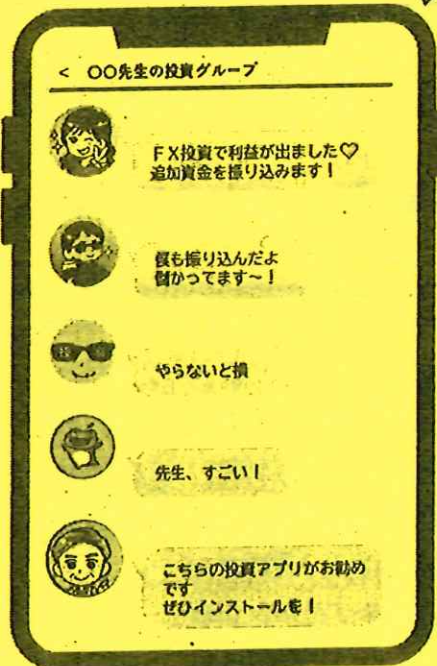 < 〇〇先生の投資グループ
FX投資で利益が出ました♡
追加資金を振り込みます！
僕も振り込んだよ
儲かってます～！
やらないと損
先生、すごい！
こちらの投資アプリがお勧め
です
ぜひインストールを！